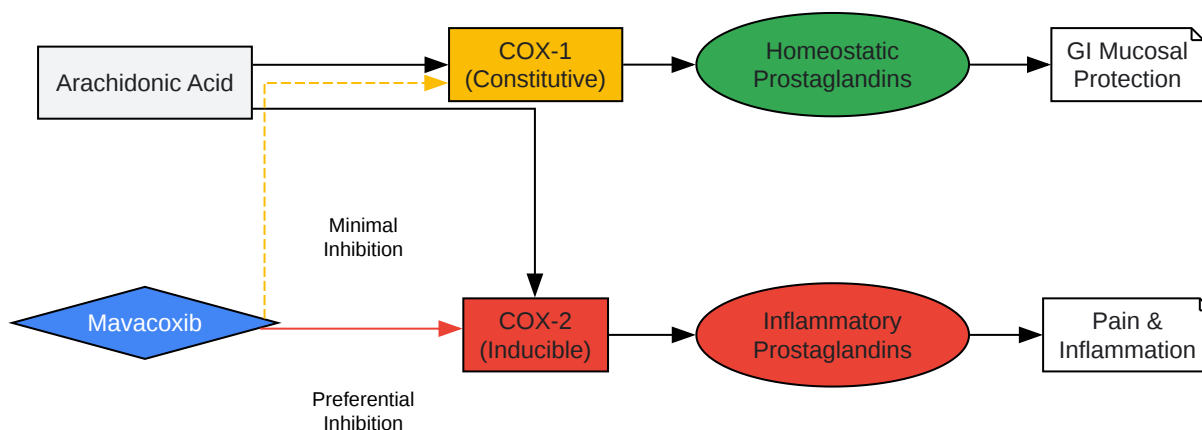 Arachidonic Acid
COX-1
(Constitutive)
Homeostatic
Prostaglandins
GI Mucosal
Protection
Minimal
Inhibition
Mavacoxib
COX-2
(Inducible)
Inflammatory
Prostaglandins
Pain &
Inflammation
Preferential
Inhibition